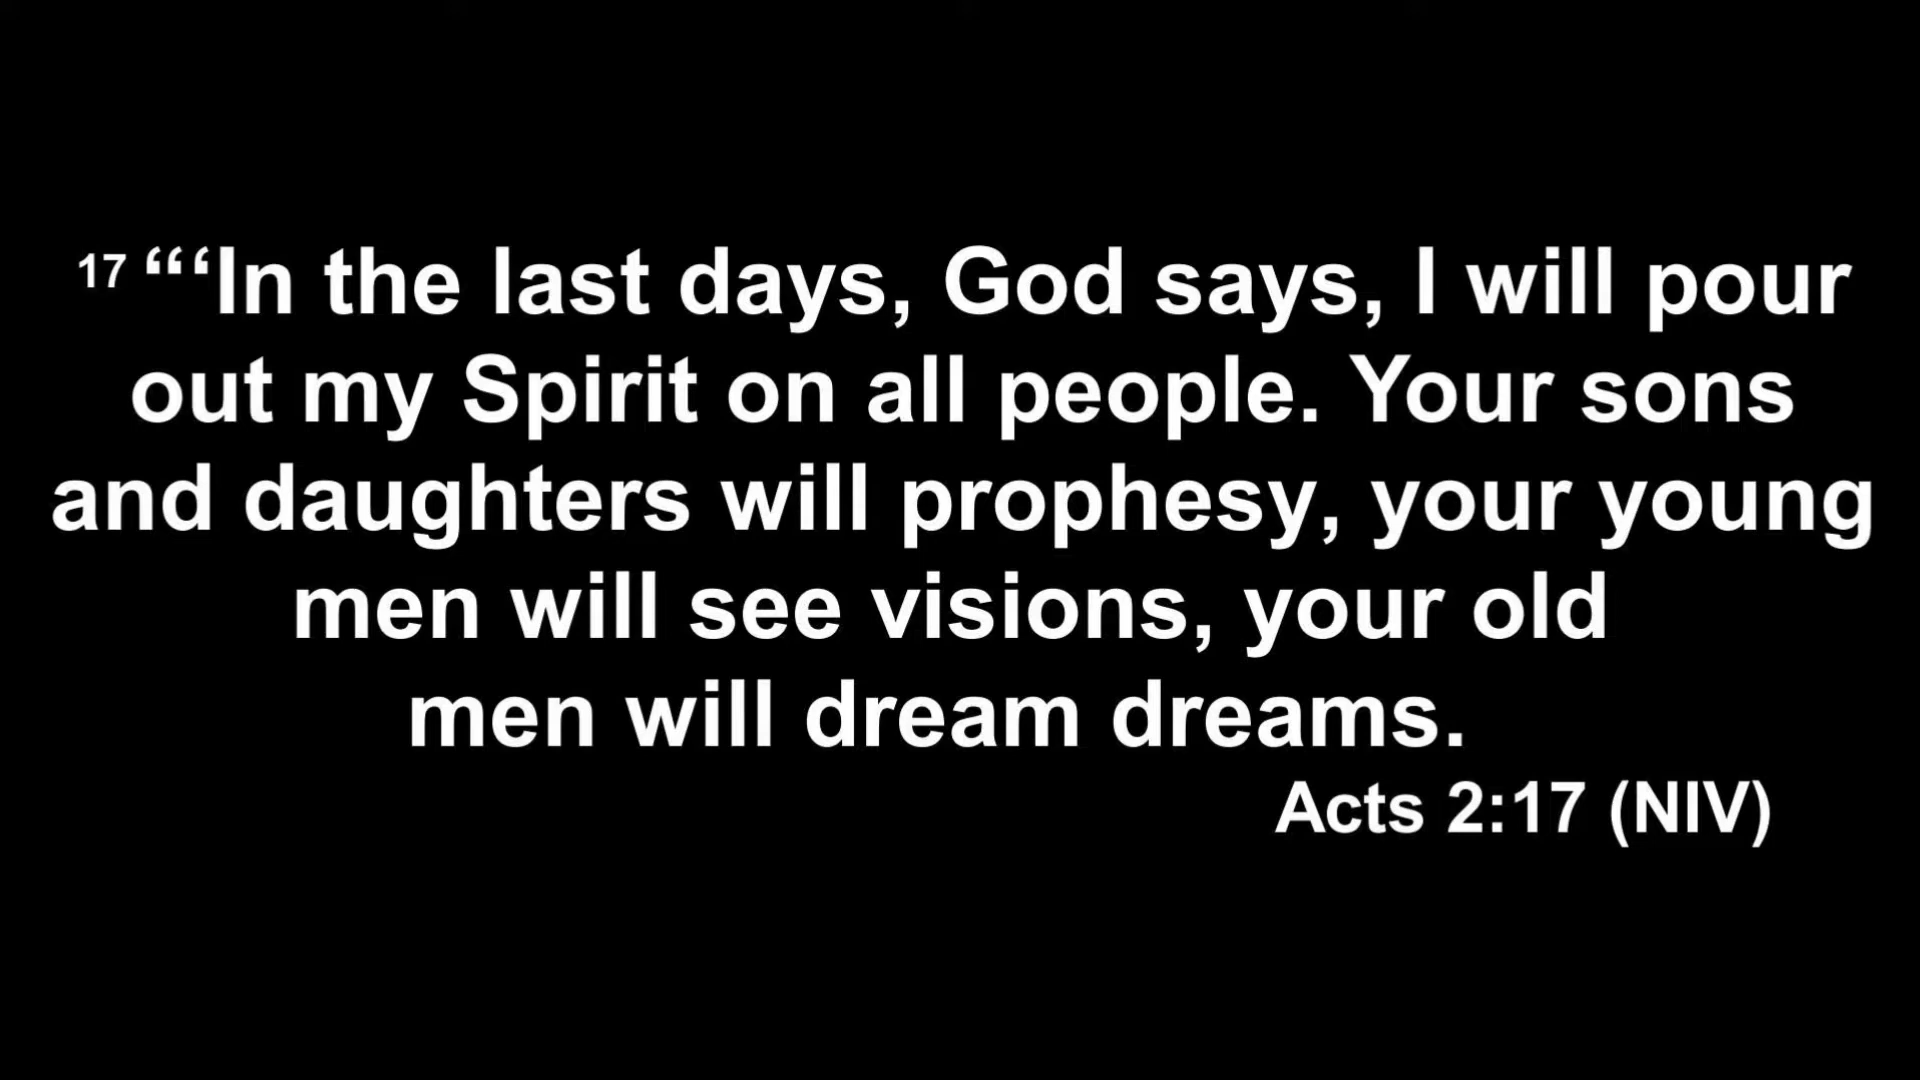 17 “‘In the last days, God says, I will pour
out my Spirit on all people. Your sons
and daughters will prophesy, your young
men will see visions, your old
men will dream dreams.
Acts 2:17 (NIV)